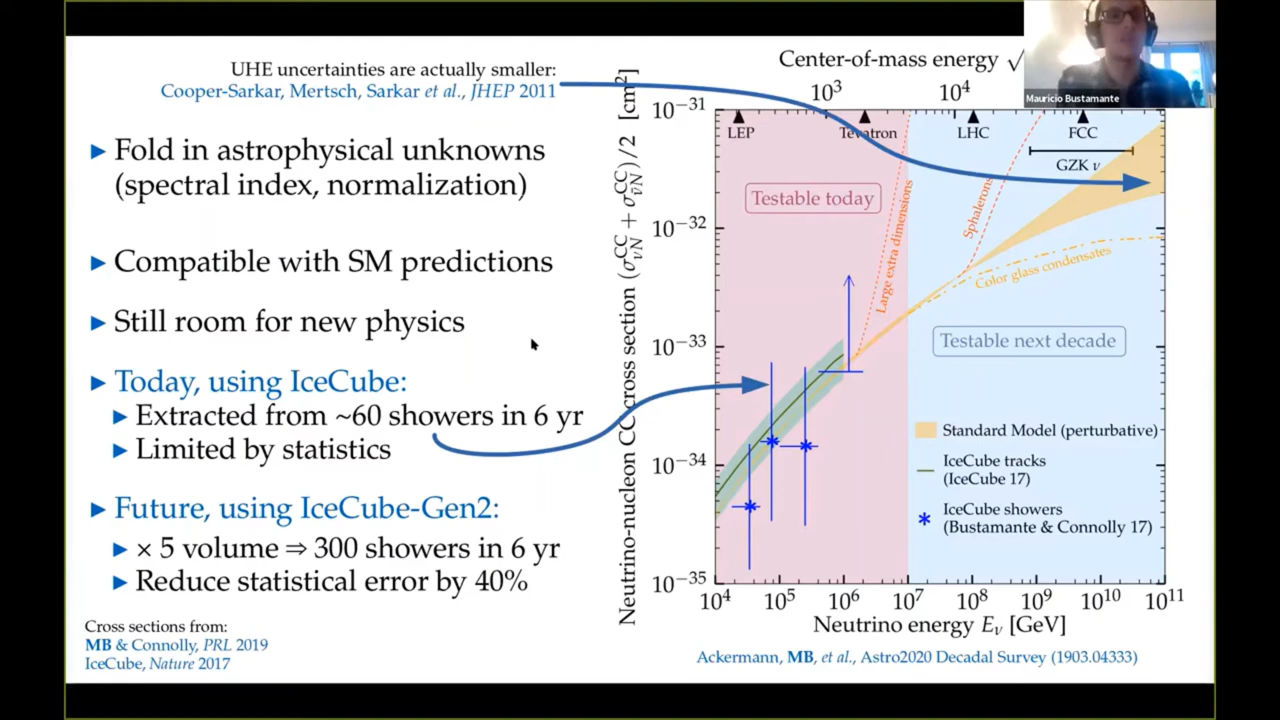 UHE uncertainties are actually smaller:
Cooper-Sarkar, Mertsch, Sarkar et al., JHEP 2011
▸ Fold in astrophysical unknowns
(spectral index, normalization)
▸ Compatible with SM predictions
▸ Still room for new physics
▸ Today, using IceCube:
▸ Extracted from ~60 showers in 6 yr
▸ Limited by statistics
▸ Future, using IceCube-Gen2:
▸ × 5 volume ⇒ 300 showers in 6 yr
▸ Reduce statistical error by 40%
Cross sections from:
MB & Connolly, PRL 2019
IceCube, Nature 2017
Center-of-mass energy √
10³ 10⁴
Mauricio Bustamante
LEP Tevatron LHC FCC
GZK ν
Testable today
Large extra dimensions
Sphalerons
Color glass condensates
Testable next decade
Standard Model (perturbative)
IceCube tracks
(IceCube 17)
IceCube showers
(Bustamante & Connolly 17)
Neutrino-nucleon CC cross section (σ^CC_νN + σ^CC_ν̄N)/2 [cm²]
10⁻³¹
10⁻³²
10⁻³³
10⁻³⁴
10⁻³⁵
10⁴ 10⁵ 10⁶ 10⁷ 10⁸ 10⁹ 10¹⁰ 10¹¹
Neutrino energy Eν [GeV]
Ackermann, MB, et al., Astro2020 Decadal Survey (1903.04333)